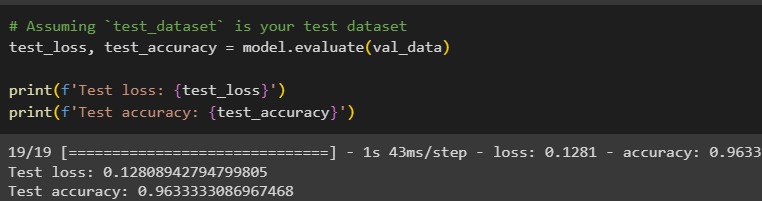 # Assuming `test_dataset` is your test dataset
test_loss, test_accuracy = model.evaluate(val_data)
print(f'Test loss: {test_loss}')
print(f'Test accuracy: {test_accuracy}')
19/19 [==============================] - 1s 43ms/step - loss: 0.1281 - accuracy: 0.9633
Test loss: 0.12808942794799805
Test accuracy: 0.9633333086967468